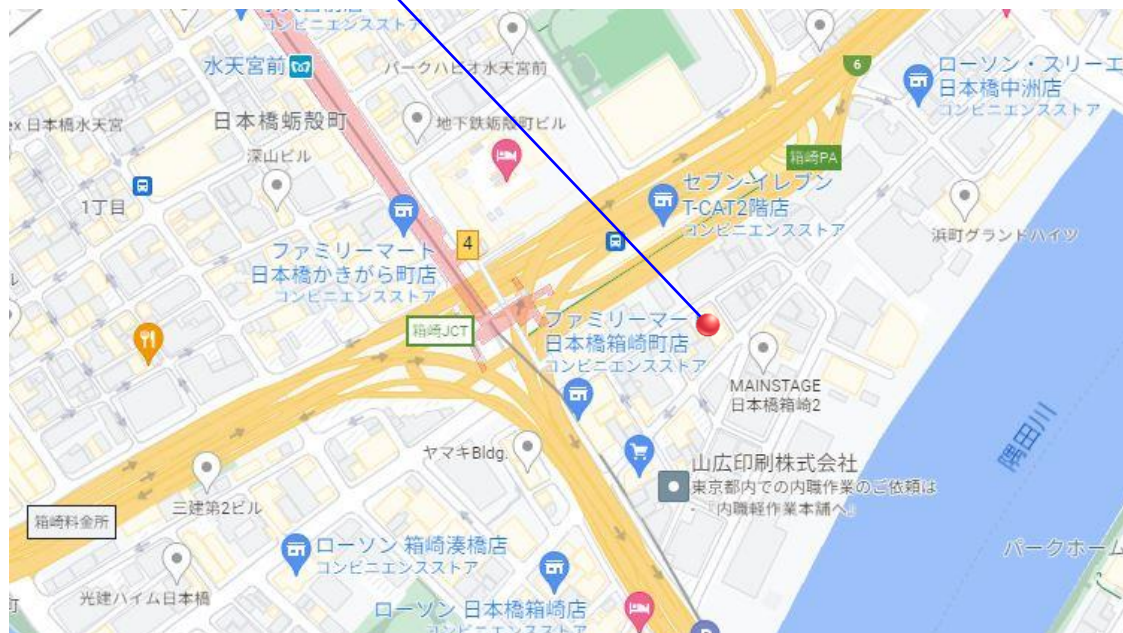 コンビニエンスストア
水天宮前
パークハビオ水天宮前
6
ローソン・スリーエ
日本橋中洲店
コンビニエンスストア
ex 日本橋水天宮
日本橋蛎殻町
地下鉄蛎殻町ビル
深山ビル
箱崎PA
セブン-イレブン
T-CAT2階店
コンビニエンスストア
1丁目
浜町グランドハイツ
4
ファミリーマート
日本橋かきがら町店
コンビニエンスストア
箱崎JCT
ファミリーマー
日本橋箱崎町店
コンビニエンスストア
MAINSTAGE
日本橋箱崎2
隅田川
ヤマキBldg.
山広印刷株式会社
東京都内での内職作業のご依頼は
-『内職軽作業本舗へ』
三建第2ビル
箱崎料金所
ローソン 箱崎湊橋店
コンビニエンスストア
パークホーム
光建ハイム日本橋
町
ローソン 日本橋箱崎店
コンビニエンスストア